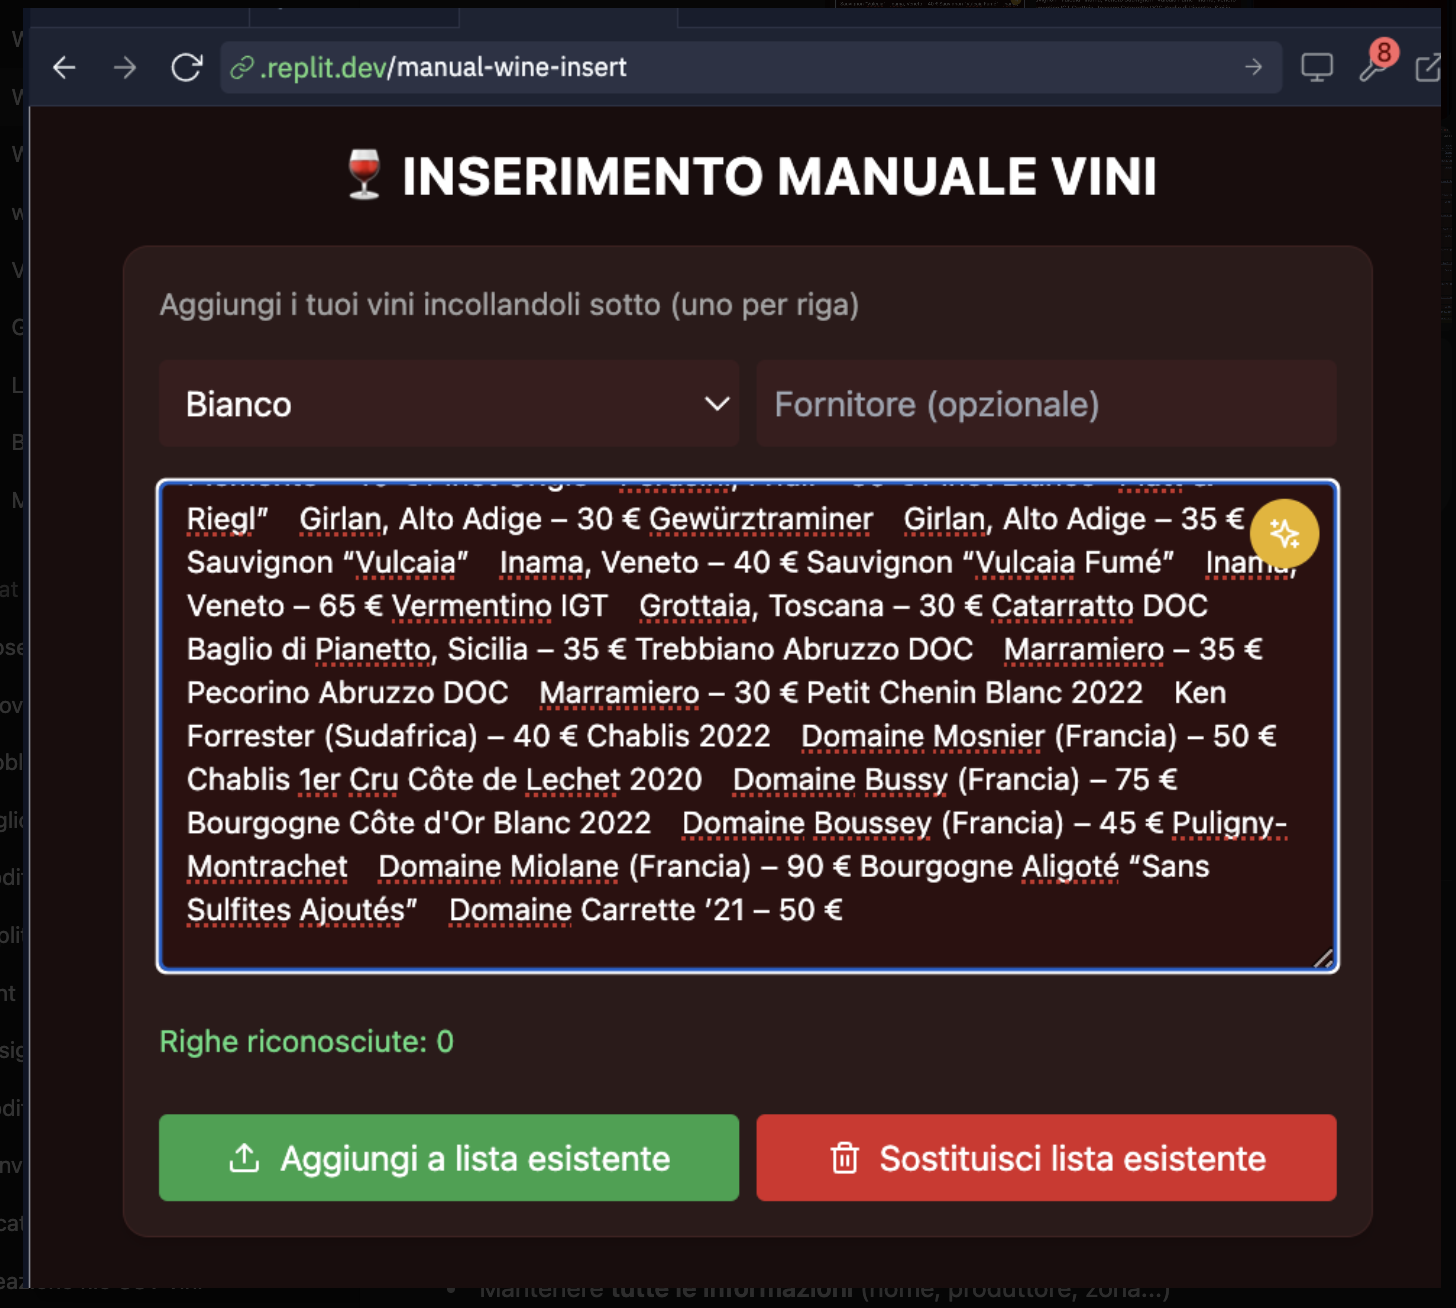 .replit.dev/manual-wine-insert
8
🍷 INSERIMENTO MANUALE VINI
Aggiungi i tuoi vini incollandoli sotto (uno per riga)
Bianco
Fornitore (opzionale)
Riegl” Girlan, Alto Adige – 30 € Gewürztraminer Girlan, Alto Adige – 35 €
Sauvignon “Vulcaia” Inama, Veneto – 40 € Sauvignon “Vulcaia Fumé” Inama,
Veneto – 65 € Vermentino IGT Grottaia, Toscana – 30 € Catarratto DOC
Baglio di Pianetto, Sicilia – 35 € Trebbiano Abruzzo DOC Marramiero – 35 €
Pecorino Abruzzo DOC Marramiero – 30 € Petit Chenin Blanc 2022 Ken
Forrester (Sudafrica) – 40 € Chablis 2022 Domaine Mosnier (Francia) – 50 €
Chablis 1er Cru Côte de Lechet 2020 Domaine Bussy (Francia) – 75 €
Bourgogne Côte d'Or Blanc 2022 Domaine Boussey (Francia) – 45 € Puligny-
Montrachet Domaine Miolane (Francia) – 90 € Bourgogne Aligoté “Sans
Sulfites Ajoutés” Domaine Carrette ’21 – 50 €
Righe riconosciute: 0
Aggiungi a lista esistente
Sostituisci lista esistente
Mantenere tutte le informazioni (nome, produttore, zona...)